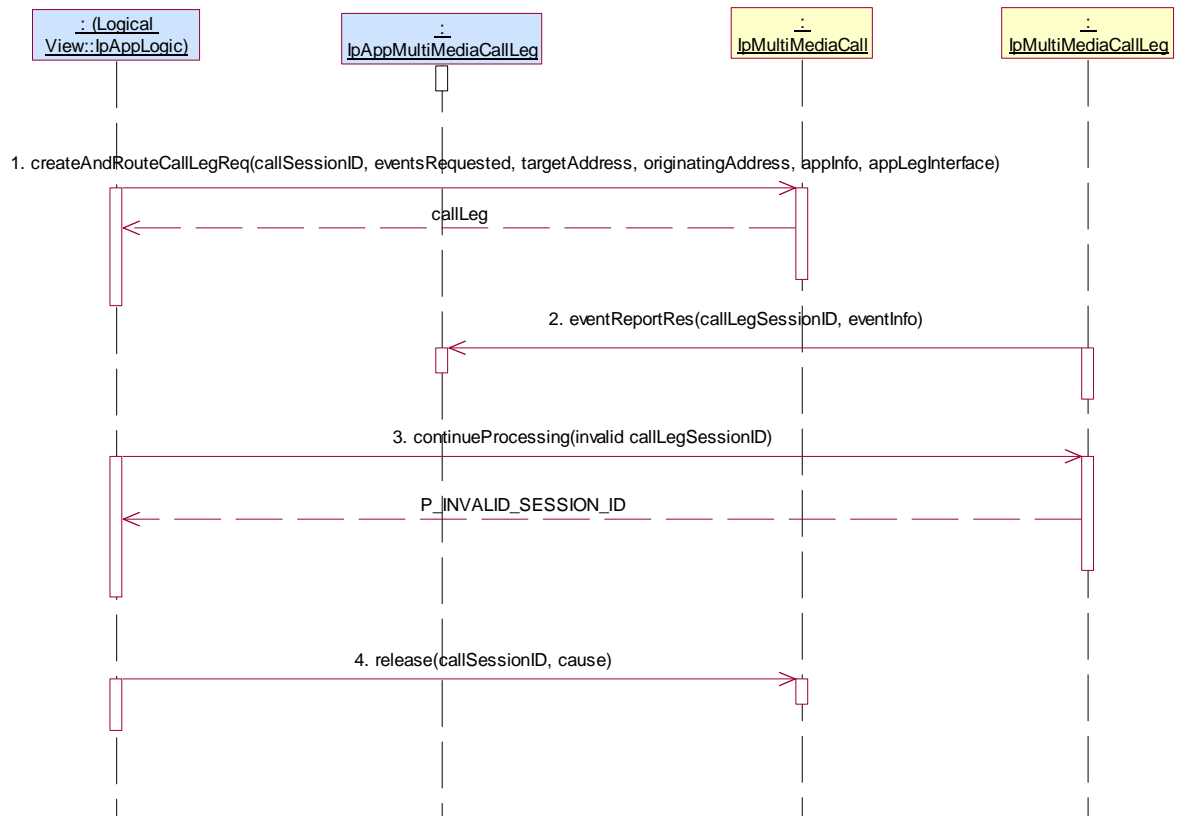 : (Logical
View::IpAppLogic)
:
IpAppMultiMediaCallLeg
:
IpMultiMediaCall
:
IpMultiMediaCallLeg
1. createAndRouteCallLegReq(callSessionID, eventsRequested, targetAddress, originatingAddress, appInfo, appLegInterface)
callLeg
2. eventReportRes(callLegSessionID, eventInfo)
3. continueProcessing(invalid callLegSessionID)
P_INVALID_SESSION_ID
4. release(callSessionID, cause)